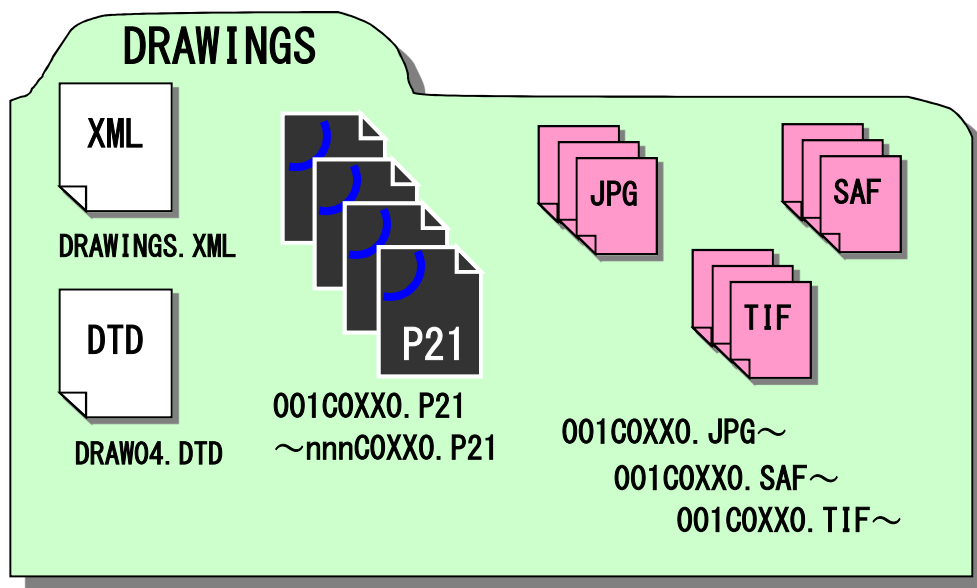 DRAWINGS
XML
DRAWINGS.XML
DTD
DRAW04.DTD
P21
001C0XX0.P21
～nnnC0XX0.P21
JPG
SAF
TIF
001C0XX0.JPG～
001C0XX0.SAF～
001C0XX0.TIF～